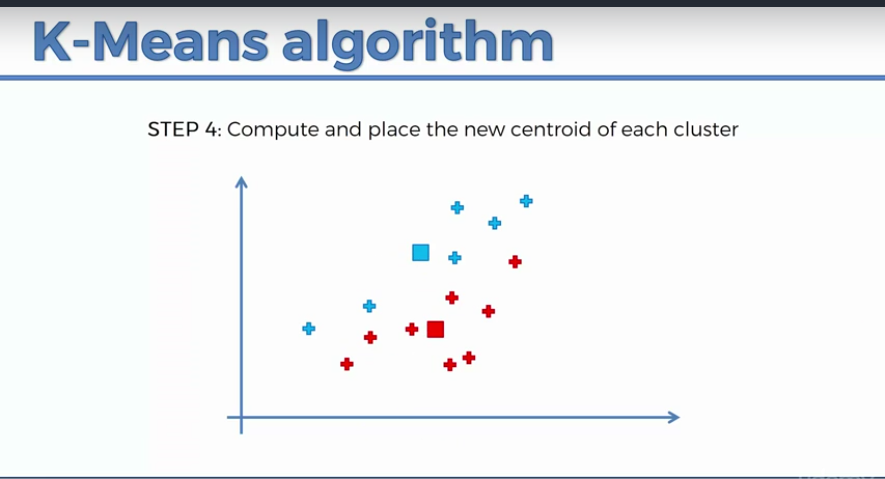 K-Means algorithm
STEP 4: Compute and place the new centroid of each cluster